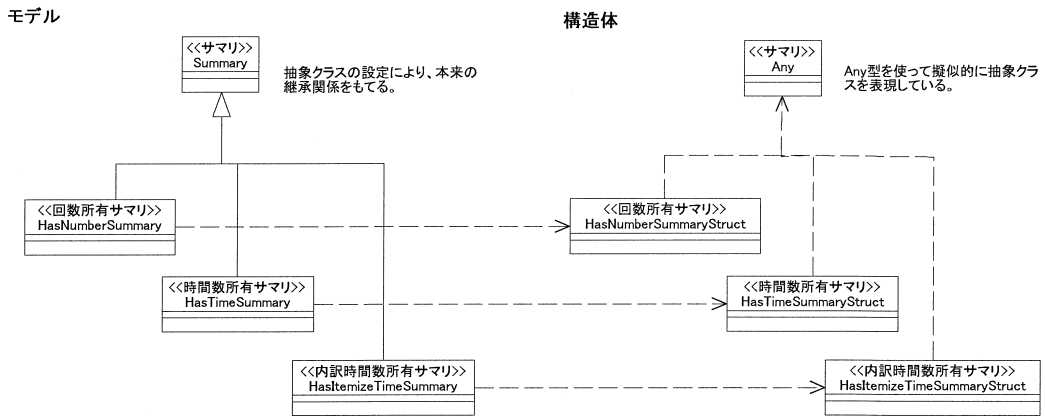 モデル
<<サマリ>>
Summary
抽象クラスの設定により、本来の
継承関係をもてる。
<<回数所有サマリ>>
HasNumberSummary
<<時間数所有サマリ>>
HasTimeSummary
<<内訳時間数所有サマリ>>
HasItemizeTimeSummary
構造体
<<サマリ>>
Any
Any型を使って擬似的に抽象クラ
スを表現している。
<<回数所有サマリ>>
HasNumberSummaryStruct
<<時間数所有サマリ>>
HasTimeSummaryStruct
<<内訳時間数所有サマリ>>
HasItemizeTimeSummaryStruct